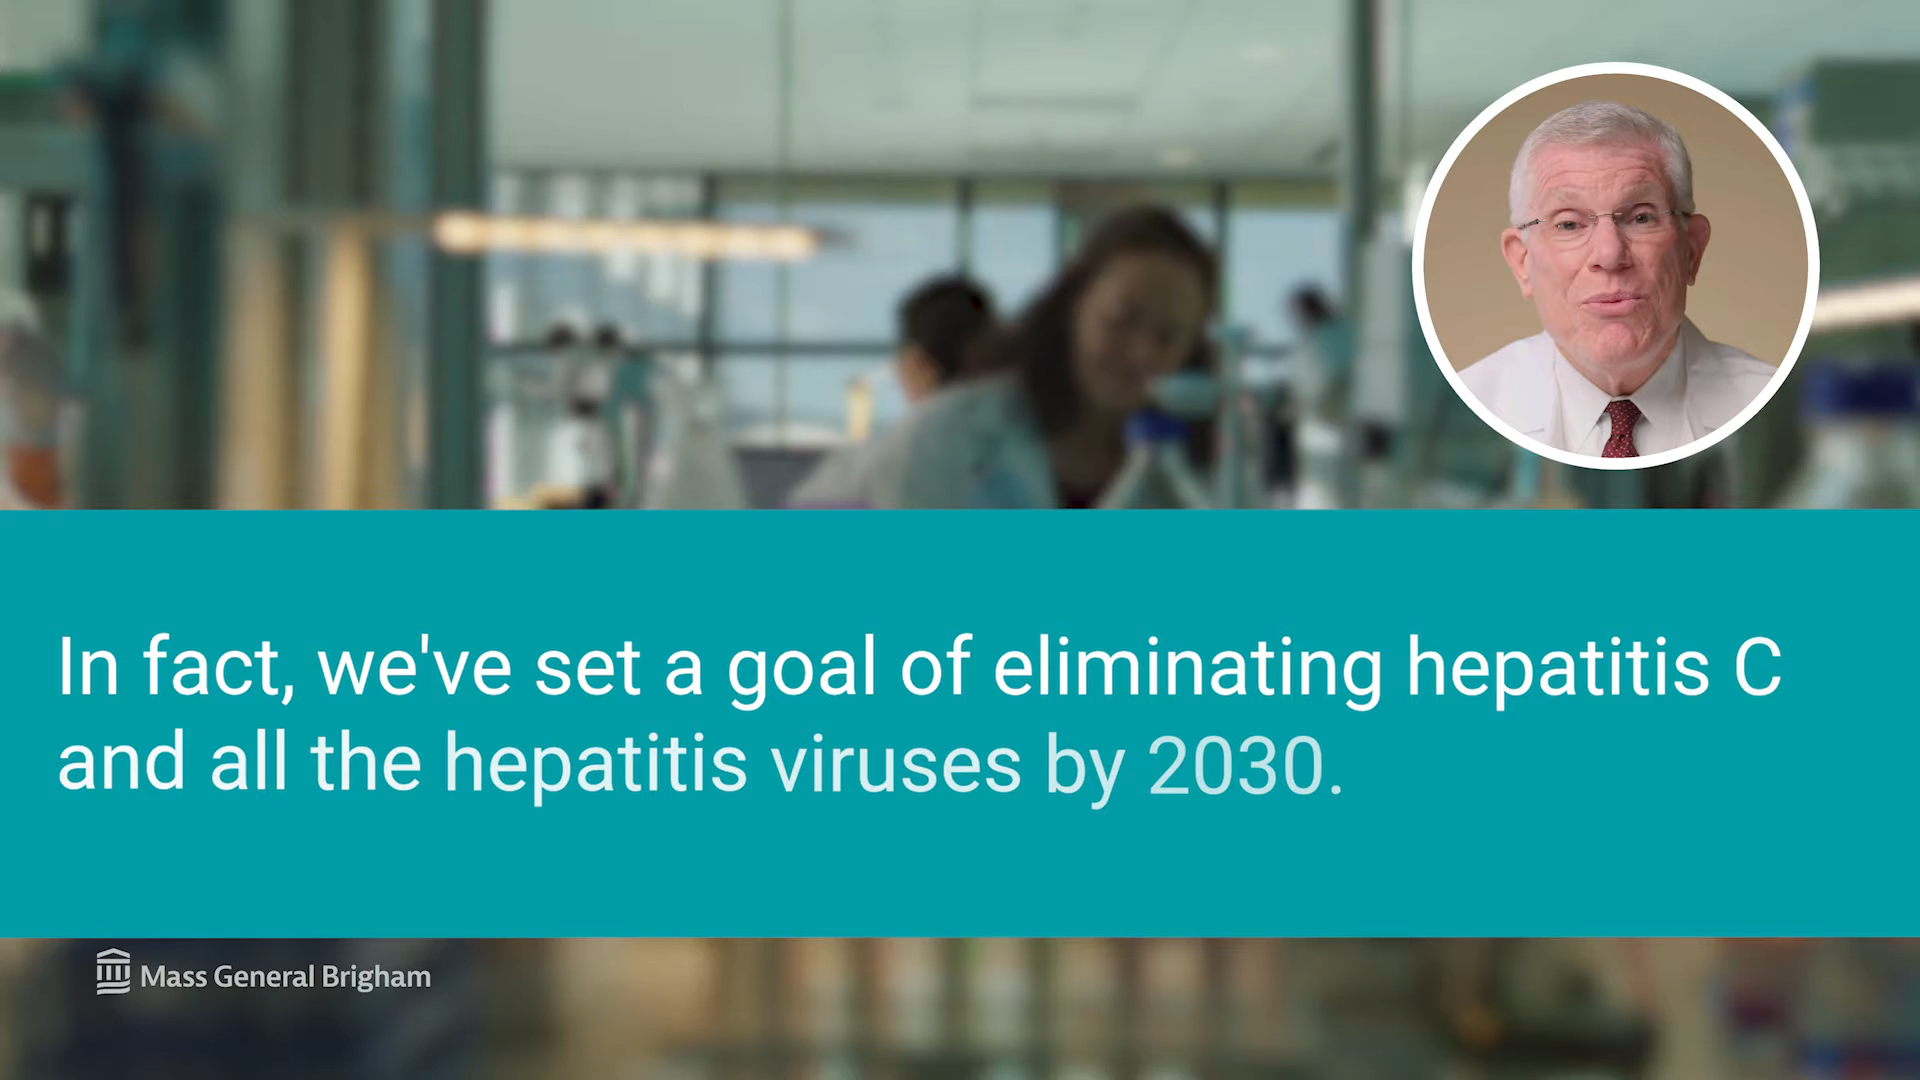 In fact, we've set a goal of eliminating hepatitis C
and all the hepatitis viruses by 2030.
Mass General Brigham